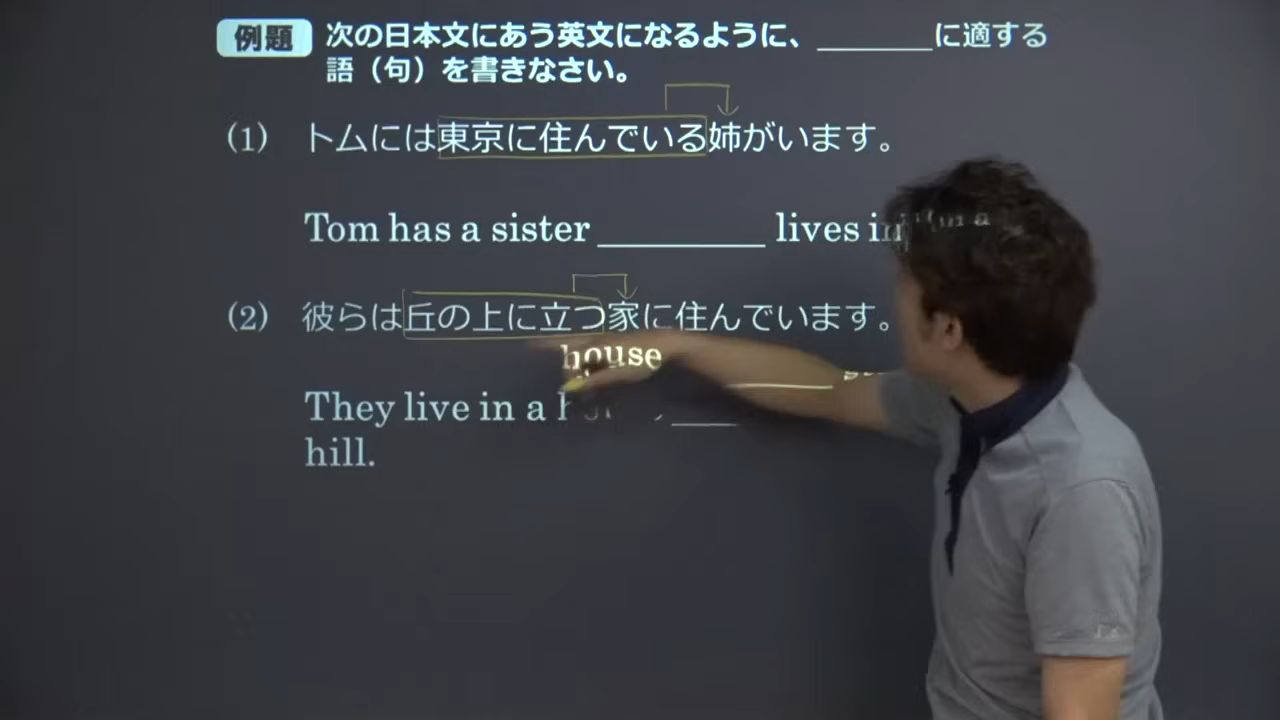 例題 次の日本文にあう英文になるように、______に適する
語（句）を書きなさい。
(1) トムには東京に住んでいる姉がいます。
Tom has a sister ______ lives in
(2) 彼らは丘の上に立つ家に住んでいます。
house
They live in a
hill.